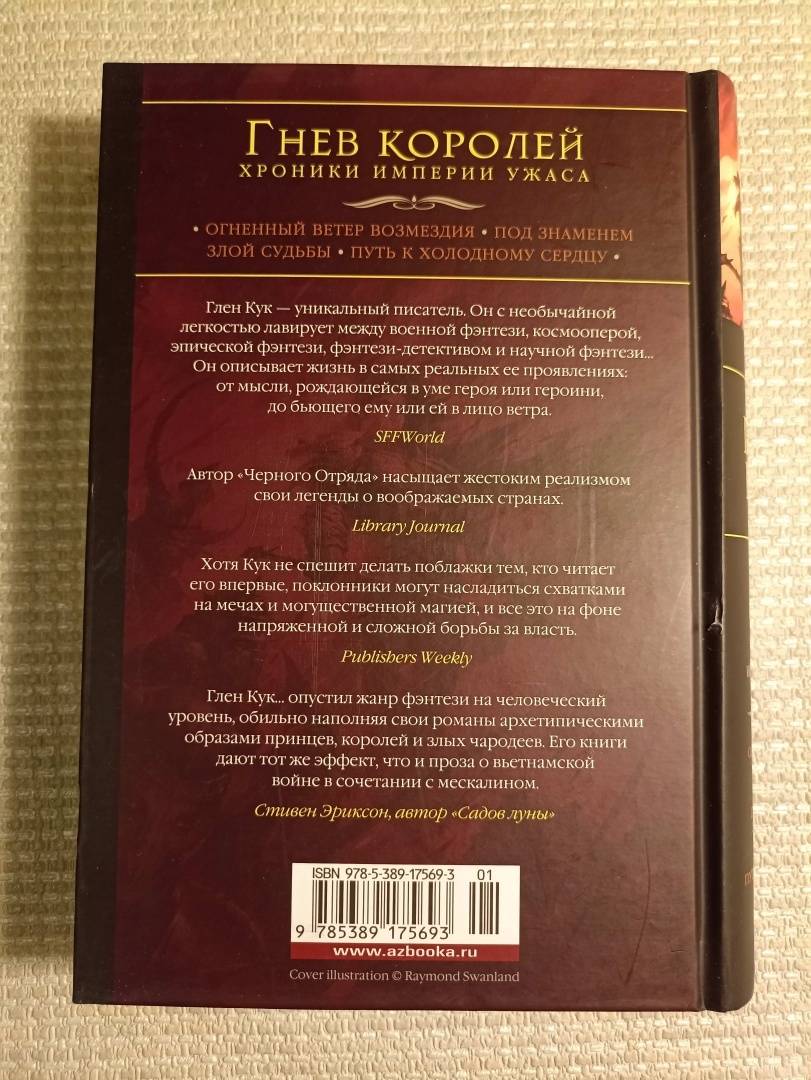 Гнев королей
ХРОНИКИ ИМПЕРИИ УЖАСА
• ОГНЕННЫЙ ВЕТЕР ВОЗМЕЗДИЯ • ПОД ЗНАМЕНЕМ
ЗЛОЙ СУДЬБЫ • ПУТЬ К ХОЛОДНОМУ СЕРДЦУ •
Глен Кук — уникальный писатель. Он с необычайной
легкостью лавирует между военной фэнтези, космооперой,
эпической фэнтези, фэнтези-детективом и научной фэнтези...
Он описывает жизнь в самых реальных ее проявлениях:
от мысли, рождающейся в уме героя или героини,
до бьющего ему или ей в лицо ветра.
SFFWorld
Автор «Черного Отряда» насыщает жестоким реализмом
свои легенды о воображаемых странах.
Library Journal
Хотя Кук не спешит делать поблажки тем, кто читает
его впервые, поклонники могут насладиться схватками
на мечах и могущественной магией, и все это на фоне
напряженной и сложной борьбы за власть.
Publishers Weekly
Глен Кук... опустил жанр фэнтези на человеческий
уровень, обильно наполняя свои романы архетипическими
образами принцев, королей и злых чародеев. Его книги
дают тот же эффект, что и проза о вьетнамской
войне в сочетании с мескалином.
Стивен Эриксон, автор «Садов луны»
ISBN 978-5-389-17569-3 01
9 785389 175693
www.azbooka.ru
Cover illustration © Raymond Swanland